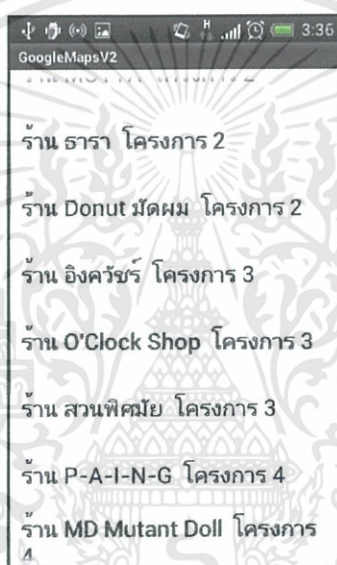 H 3:36
GoogleMapsV2
ร้าน ธารา โครงการ 2
ร้าน Donut มัดผม โครงการ 2
ร้าน อิงควัชร์ โครงการ 3
ร้าน O'Clock Shop โครงการ 3
ร้าน สวนพิศมัย โครงการ 3
ร้าน P-A-I-N-G โครงการ 4
ร้าน MD Mutant Doll โครงการ
4